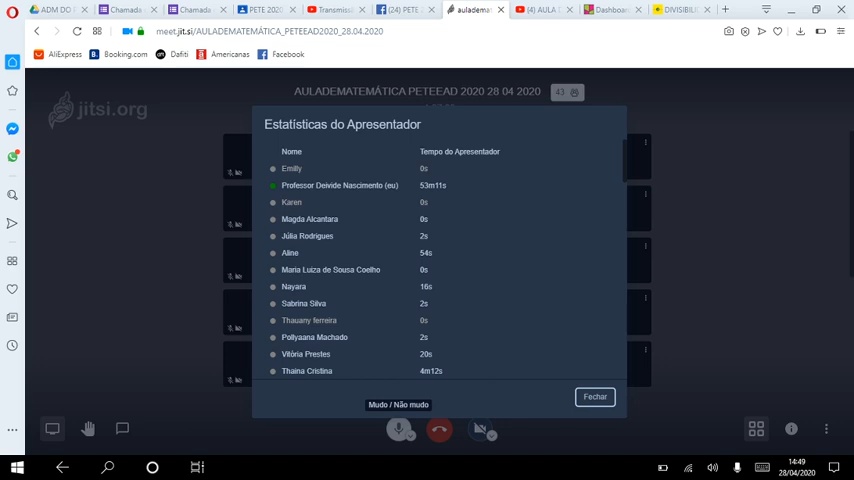 ADM DO P
Chamada
Chamada
PETE 2020
Transmiss
(24) PETE
aulademat
(4) AULA D
Dashboar
DIVISIBILI
meet.jit.si/AULADEMATEMÁTICA_PETEEAD2020_28.04.2020
AliExpress
Booking.com
Dafiti
Americanas
Facebook
jitsi.org
AULADEMATEMÁTICA PETEEAD 2020 28 04 2020
43
Estatísticas do Apresentador
Nome Tempo do Apresentador
Emilly 0s
Professor Deivide Nascimento (eu) 53m11s
Karen 0s
Magda Alcantara 0s
Júlia Rodrigues 2s
Aline 54s
Maria Luiza de Sousa Coelho 0s
Nayara 16s
Sabrina Silva 2s
Thauany ferreira 0s
Pollyaana Machado 2s
Vitória Prestes 20s
Thaina Cristina 4m12s
Fechar
Mudo / Não mudo
14:49
28/04/2020